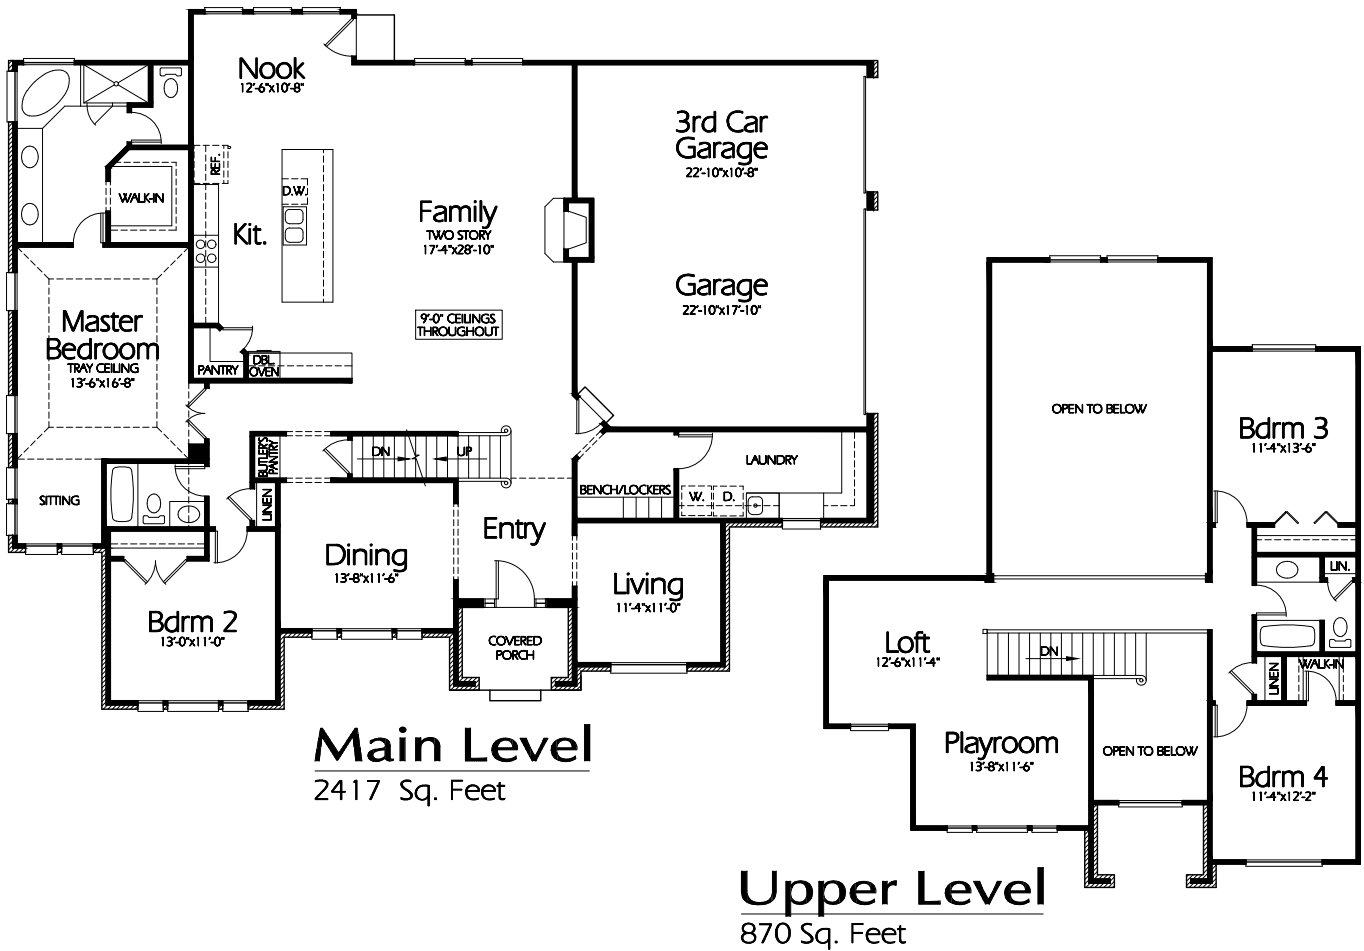 Nook
12'-6"x10'-8"
3rd Car
Garage
22'-10"x10'-8"
REF.
D.W.
WALK-IN
Kit.
Family
TWO STORY
17'-4"x28'-10"
Garage
22'-10"x17'-10"
Master
Bedroom
TRAY CEILING
13'-6"x16'-8"
9'-0" CEILINGS
THROUGHOUT
PANTRY
DBL.
OVEN
BUTLER'S
PANTRY
DN
UP
LAUNDRY
SITTING
LINEN
BENCH/LOCKERS
W.
D.
Entry
Dining
13'-8"x11'-6"
Living
11'-4"x11'-0"
Bdrm 2
13'-0"x11'-0"
COVERED
PORCH
Main Level
2417 Sq. Feet
OPEN TO BELOW
Bdrm 3
11'-4"x13'-6"
LIN.
Loft
12'-6"x11'-4"
DN
LINEN
WALK-IN
Playroom
13'-8"x11'-6"
OPEN TO BELOW
Bdrm 4
11'-4"x12'-2"
Upper Level
870 Sq. Feet